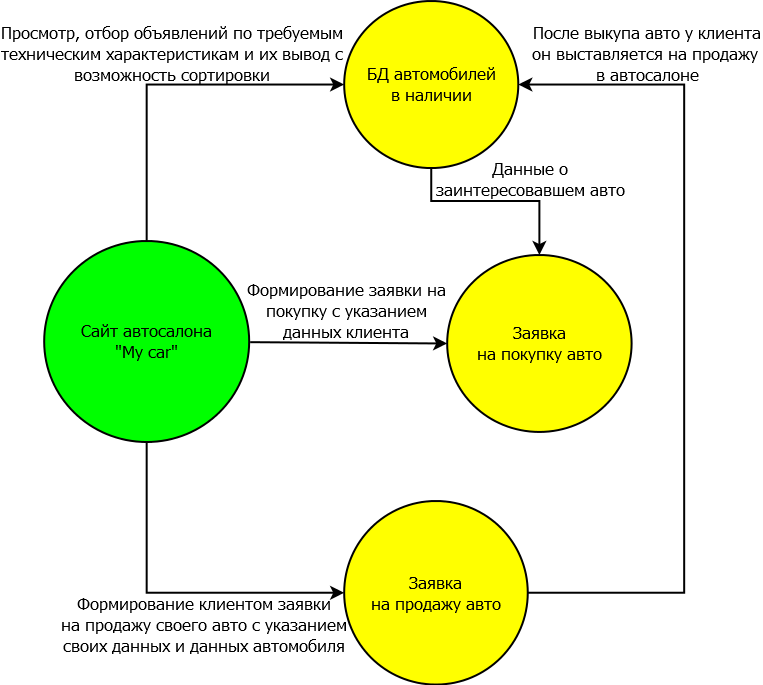 Просмотр, отбор объявлений по требуемым
техническим характеристикам и их вывод с
возможность сортировки
После выкупа авто у клиента
он выставляется на продажу
в автосалоне
БД автомобилей
в наличии
Данные о
заинтересовавшем авто
Формирование заявки на
покупку с указанием
данных клиента
Сайт автосалона
"My car"
Заявка
на покупку авто
Заявка
на продажу авто
Формирование клиентом заявки
на продажу своего авто с указанием
своих данных и данных автомобиля